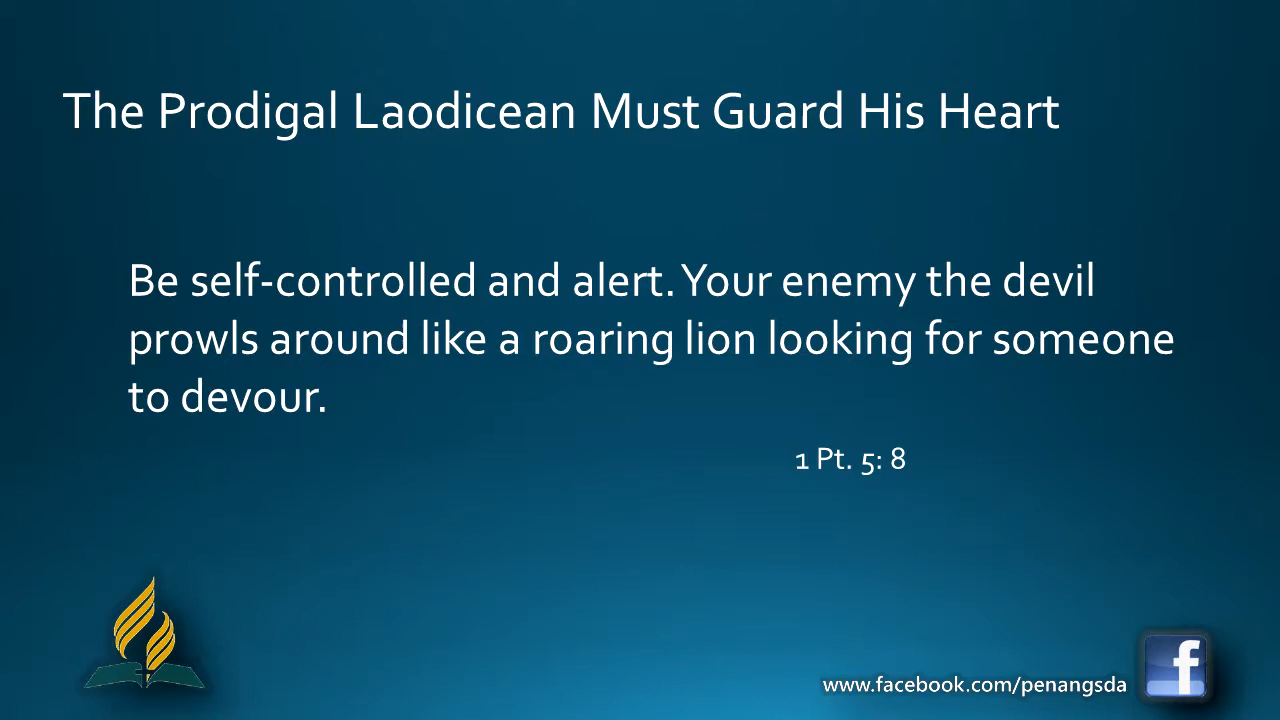 The Prodigal Laodicean Must Guard His Heart
Be self-controlled and alert. Your enemy the devil
prowls around like a roaring lion looking for someone
to devour.
1 Pt. 5: 8
www.facebook.com/penangsda
f